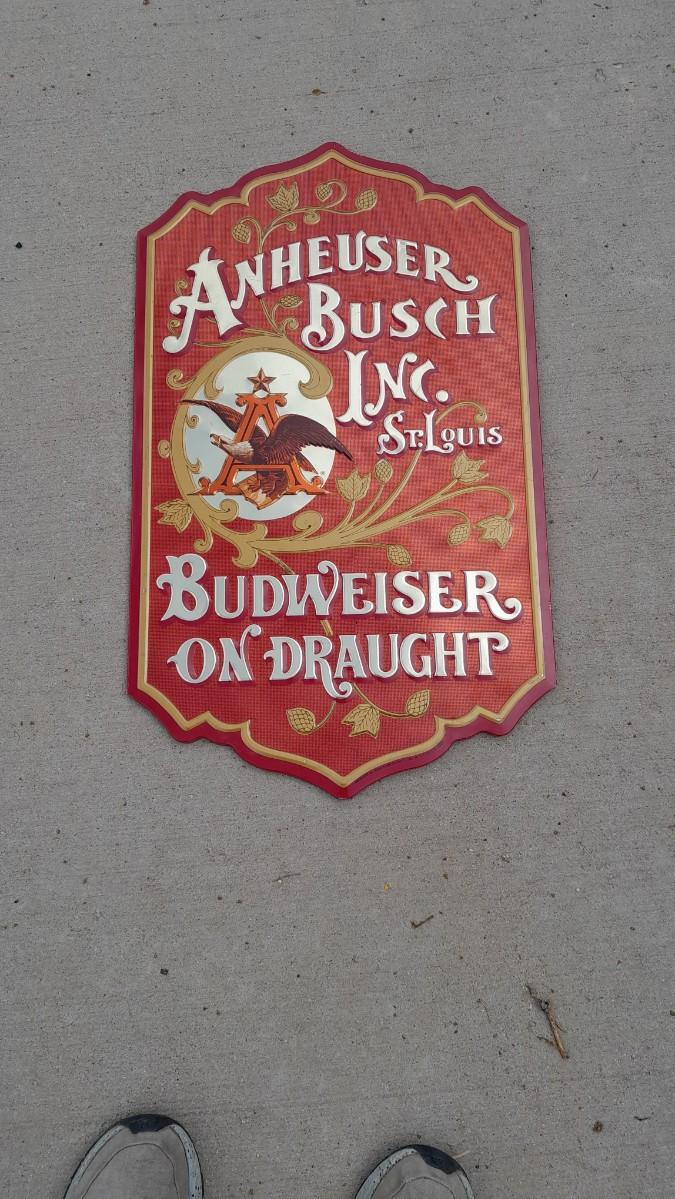 ANHEUSER
BUSCH
INC.
ST. LOUIS
A
BUDWEISER
ON DRAUGHT